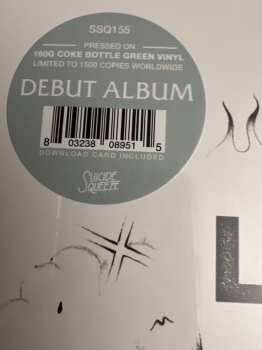 SSQ155
PRESSED ON
160G COKE BOTTLE GREEN VINYL
LIMITED TO 1500 COPIES WORLDWIDE
DEBUT ALBUM
8 03238 08951 5
DOWNLOAD CARD INCLUDED
SUICIDE
SQUEEZE
L